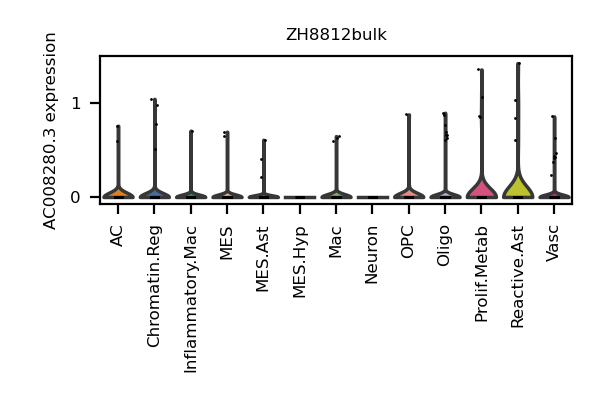 ZH8812bulk
AC008280.3 expression
1
0
AC
Chromatin.Reg
Inflammatory.Mac
MES
MES.Ast
MES.Hyp
Mac
Neuron
OPC
Oligo
Prolif.Metab
Reactive.Ast
Vasc